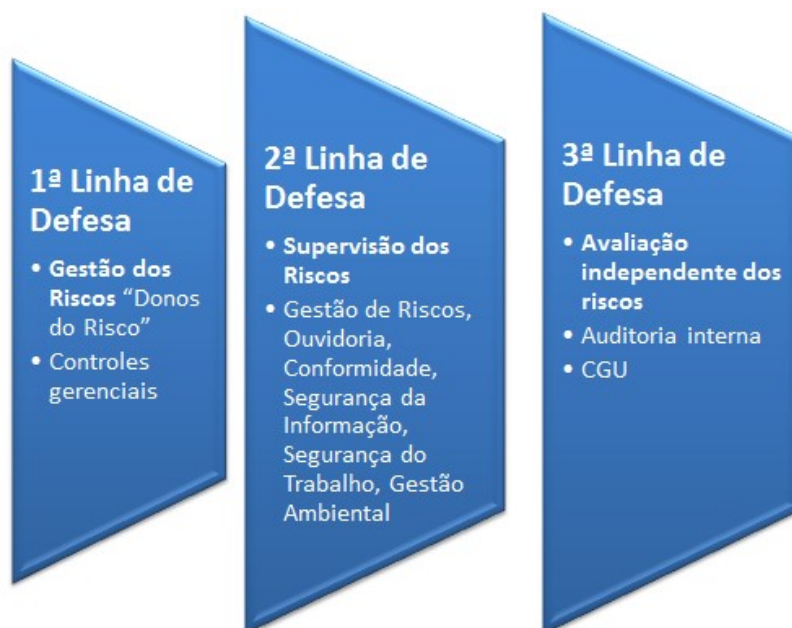 1ª Linha de
Defesa
• Gestão dos
Riscos “Donos
do Risco”
• Controles
gerenciais
2ª Linha de
Defesa
• Supervisão dos
Riscos
• Gestão de Riscos,
Ouvidoria,
Conformidade,
Segurança da
Informação,
Segurança do
Trabalho, Gestão
Ambiental
3ª Linha de
Defesa
• Avaliação
independente dos
riscos
• Auditoria interna
• CGU